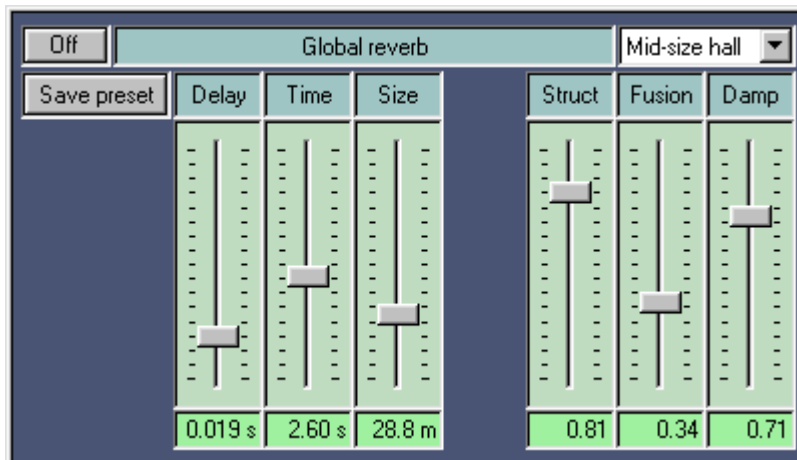 Off Global reverb Mid-size hall
Save preset Delay Time Size Struct Fusion Damp
0.019 s 2.60 s 28.8 m 0.81 0.34 0.71